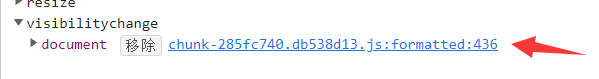 resize
visibilitychange
document 移除 chunk-285fc740.db538d13.js:formatted:436